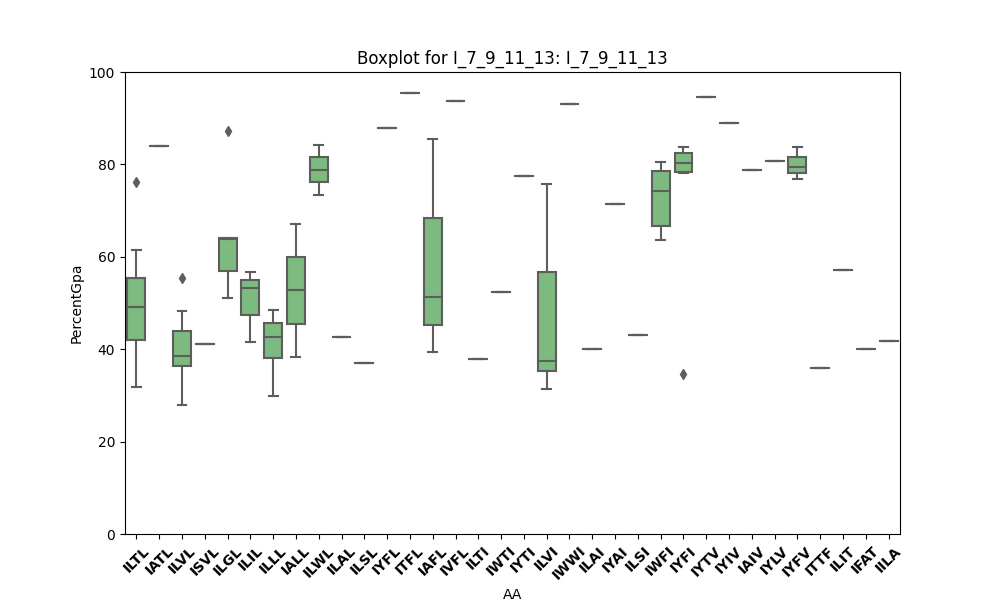 Boxplot for I_7_9_11_13: I_7_9_11_13
100
80
60
40
20
0
PercentGpa
ILTL IATL ILVL ISVL ILGL ILIL ILLL IALL ILWL ILAL ILSL IYFL ITFL IAFL IVFL ILTI IWTI IYTI ILVI IWWI ILAI IYAI ILSI IWFI IYFI IYTV IYIV IAIV IYLV IYFV ITTF ILIT IFAT IILA
AA